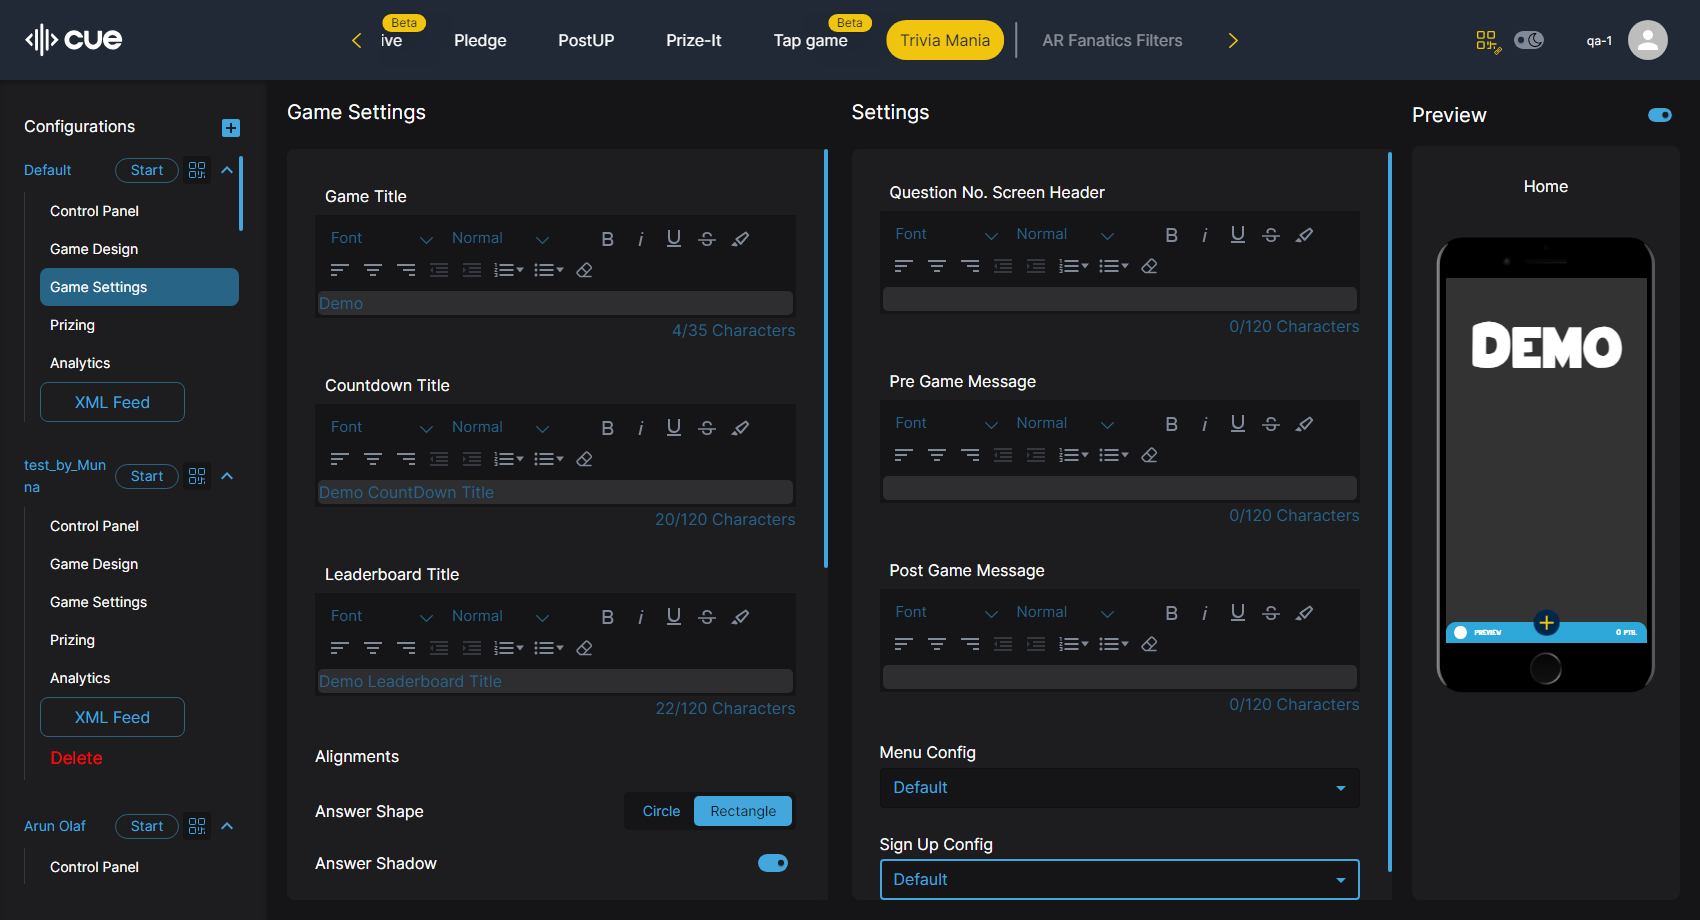 cue
Beta
ive
Pledge
PostUP
Prize-It
Beta
Tap game
Trivia Mania
AR Fanatics Filters
qa-1
Configurations
Default
Start
Control Panel
Game Design
Game Settings
Prizing
Analytics
XML Feed
test_by_Mun
na
Start
Control Panel
Game Design
Game Settings
Prizing
Analytics
XML Feed
Delete
Arun Olaf
Start
Control Panel
Game Settings
Game Title
Font Normal B i U S
Demo
4/35 Characters
Countdown Title
Font Normal B i U S
Demo CountDown Title
20/120 Characters
Leaderboard Title
Font Normal B i U S
Demo Leaderboard Title
22/120 Characters
Alignments
Answer Shape
Circle
Rectangle
Answer Shadow
Settings
Question No. Screen Header
Font Normal B i U S
0/120 Characters
Pre Game Message
Font Normal B i U S
0/120 Characters
Post Game Message
Font Normal B i U S
0/120 Characters
Menu Config
Default
Sign Up Config
Default
Preview
Home
DEMO
PREVIEW
0 PTS.